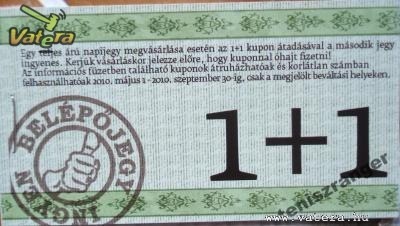 Vatera
Egy teljes árú napijegy megvásárlása esetén az 1+1 kupon átadásával a második jegy
ingyenes. Kérjük vásárláskor jelezze előre, hogy kuponnal óhajt fizetni!
Az információs füzetben található kuponok átruházhatóak és korlátlan számban
felhasználhatóak 2010. május 1 - 2010. szeptember 30-ig, csak a megjelölt beváltási helyeken.
1+1
BELÉPŐJEGY
INGYEN
teniszranger
www.vatera.hu